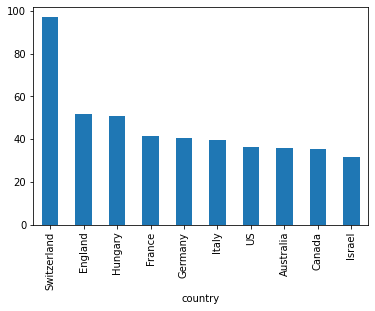 100
80
60
40
20
0
Switzerland
England
Hungary
France
Germany
Italy
US
Australia
Canada
Israel
country